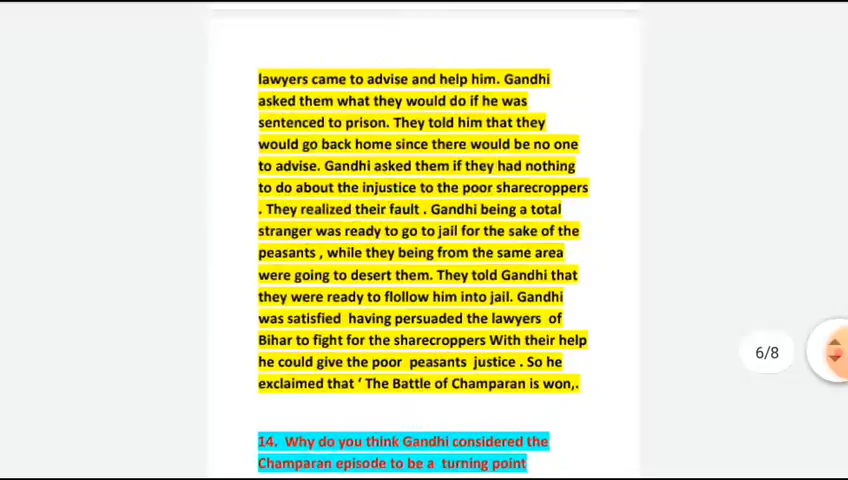 lawyers came to advise and help him. Gandhi
asked them what they would do if he was
sentenced to prison. They told him that they
would go back home since there would be no one
to advise. Gandhi asked them if they had nothing
to do about the injustice to the poor sharecroppers
. They realized their fault . Gandhi being a total
stranger was ready to go to jail for the sake of the
peasants , while they being from the same area
were going to desert them. They told Gandhi that
they were ready to flollow him into jail. Gandhi
was satisfied having persuaded the lawyers of
Bihar to fight for the sharecroppers With their help
he could give the poor peasants justice . So he
exclaimed that ‘ The Battle of Champaran is won,.
6/8
14. Why do you think Gandhi considered the
Champaran episode to be a turning point